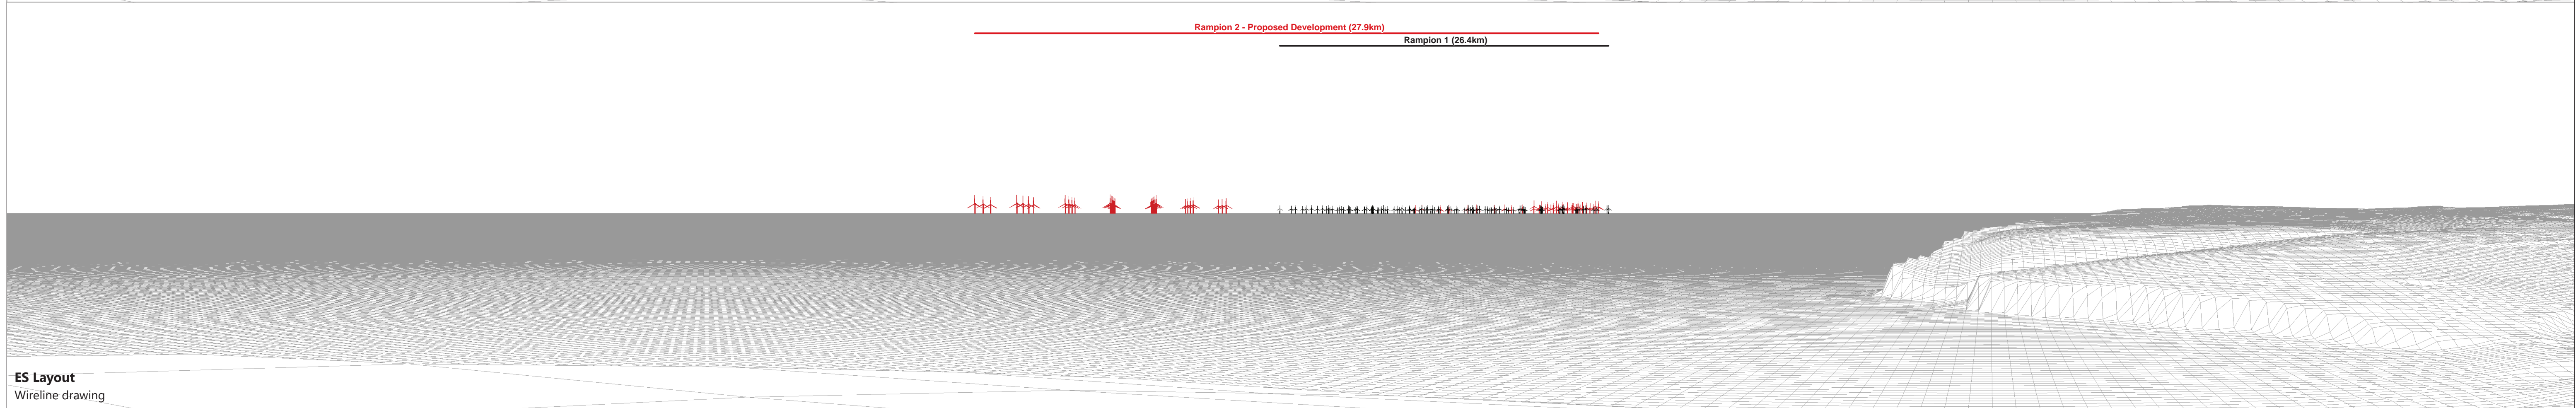 Rampion 2 - Proposed Development (27.9km)
Rampion 1 (26.4km)
ES Layout
Wireline drawing